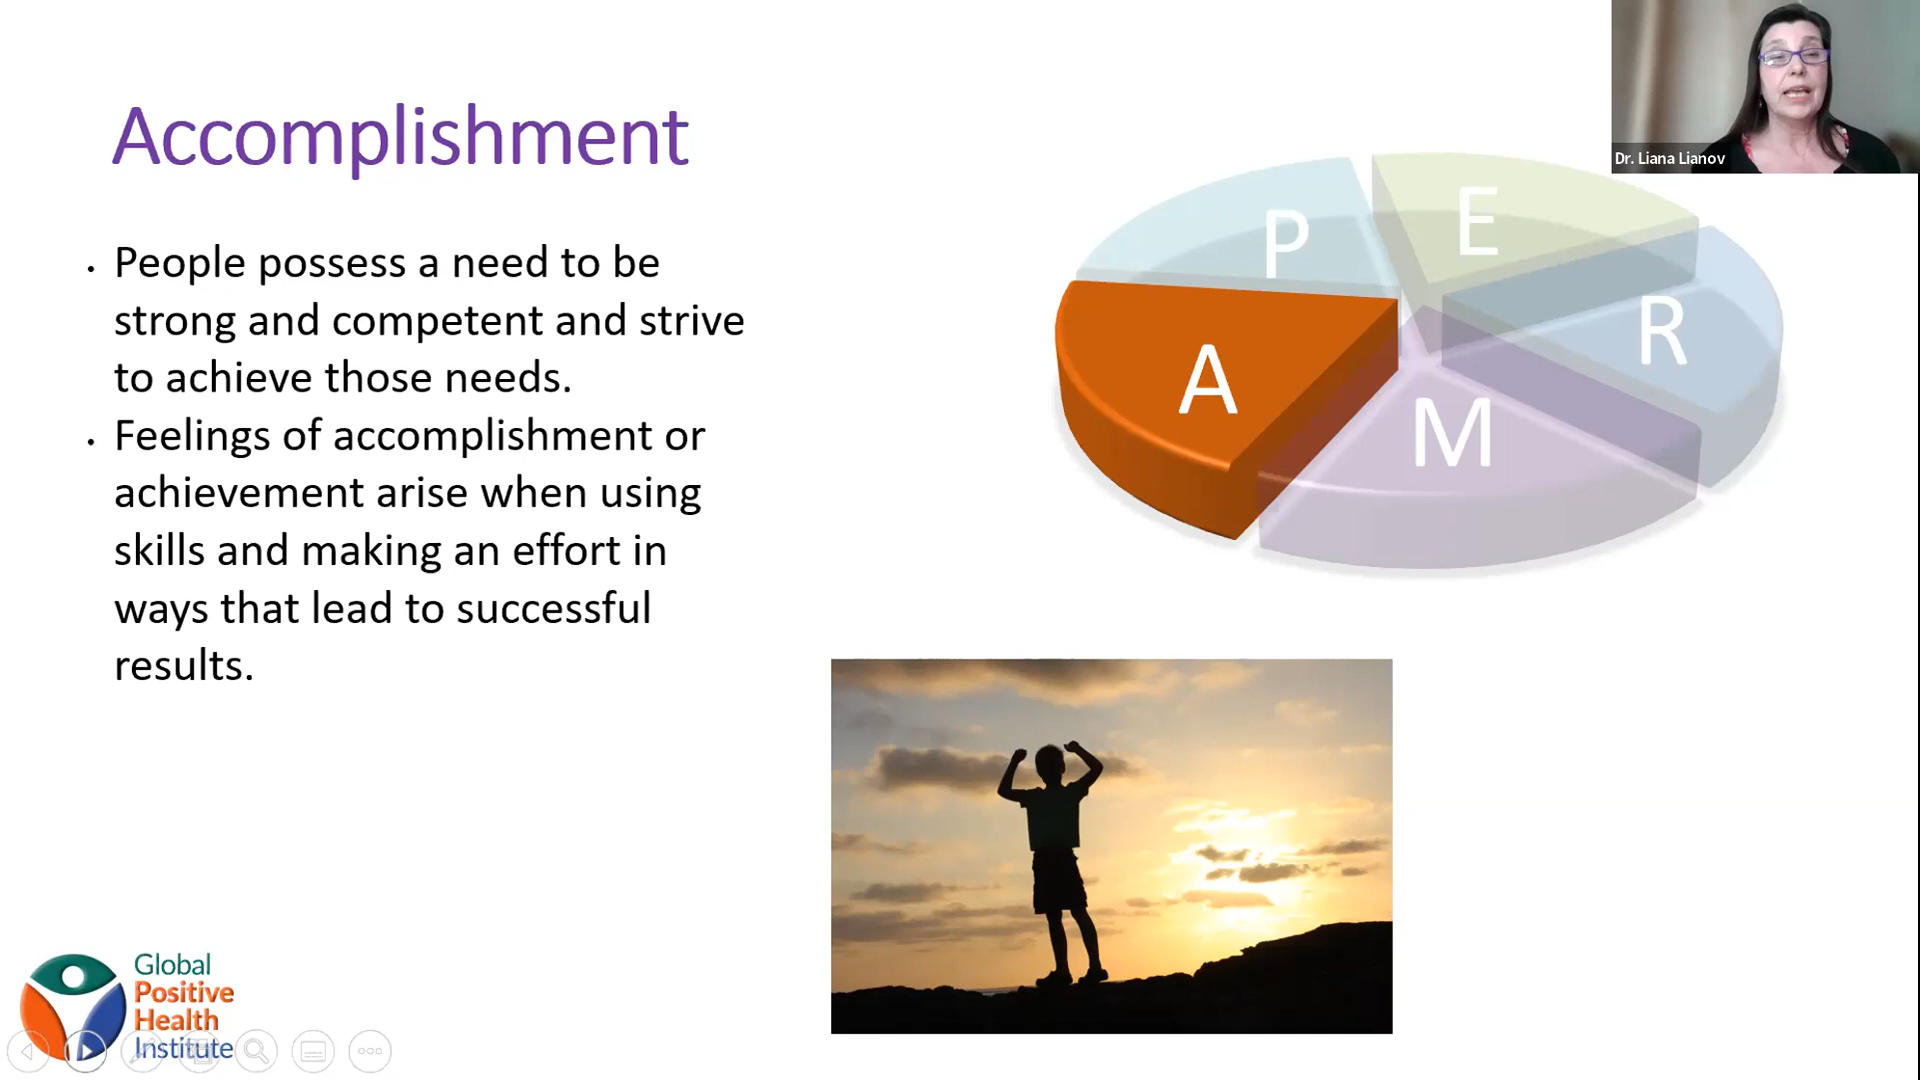 Dr. Liana Lianov
Accomplishment
• People possess a need to be
strong and competent and strive
to achieve those needs.
• Feelings of accomplishment or
achievement arise when using
skills and making an effort in
ways that lead to successful
results.
P
E
R
M
A
Global
Positive
Health
Institute